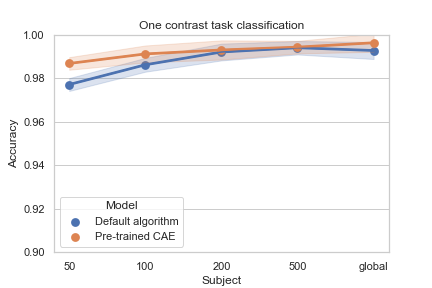 One contrast task classification
1.00
0.98
0.96
0.94
0.92
0.90
Accuracy
Model
Default algorithm
Pre-trained CAE
50 100 200 500 global
Subject